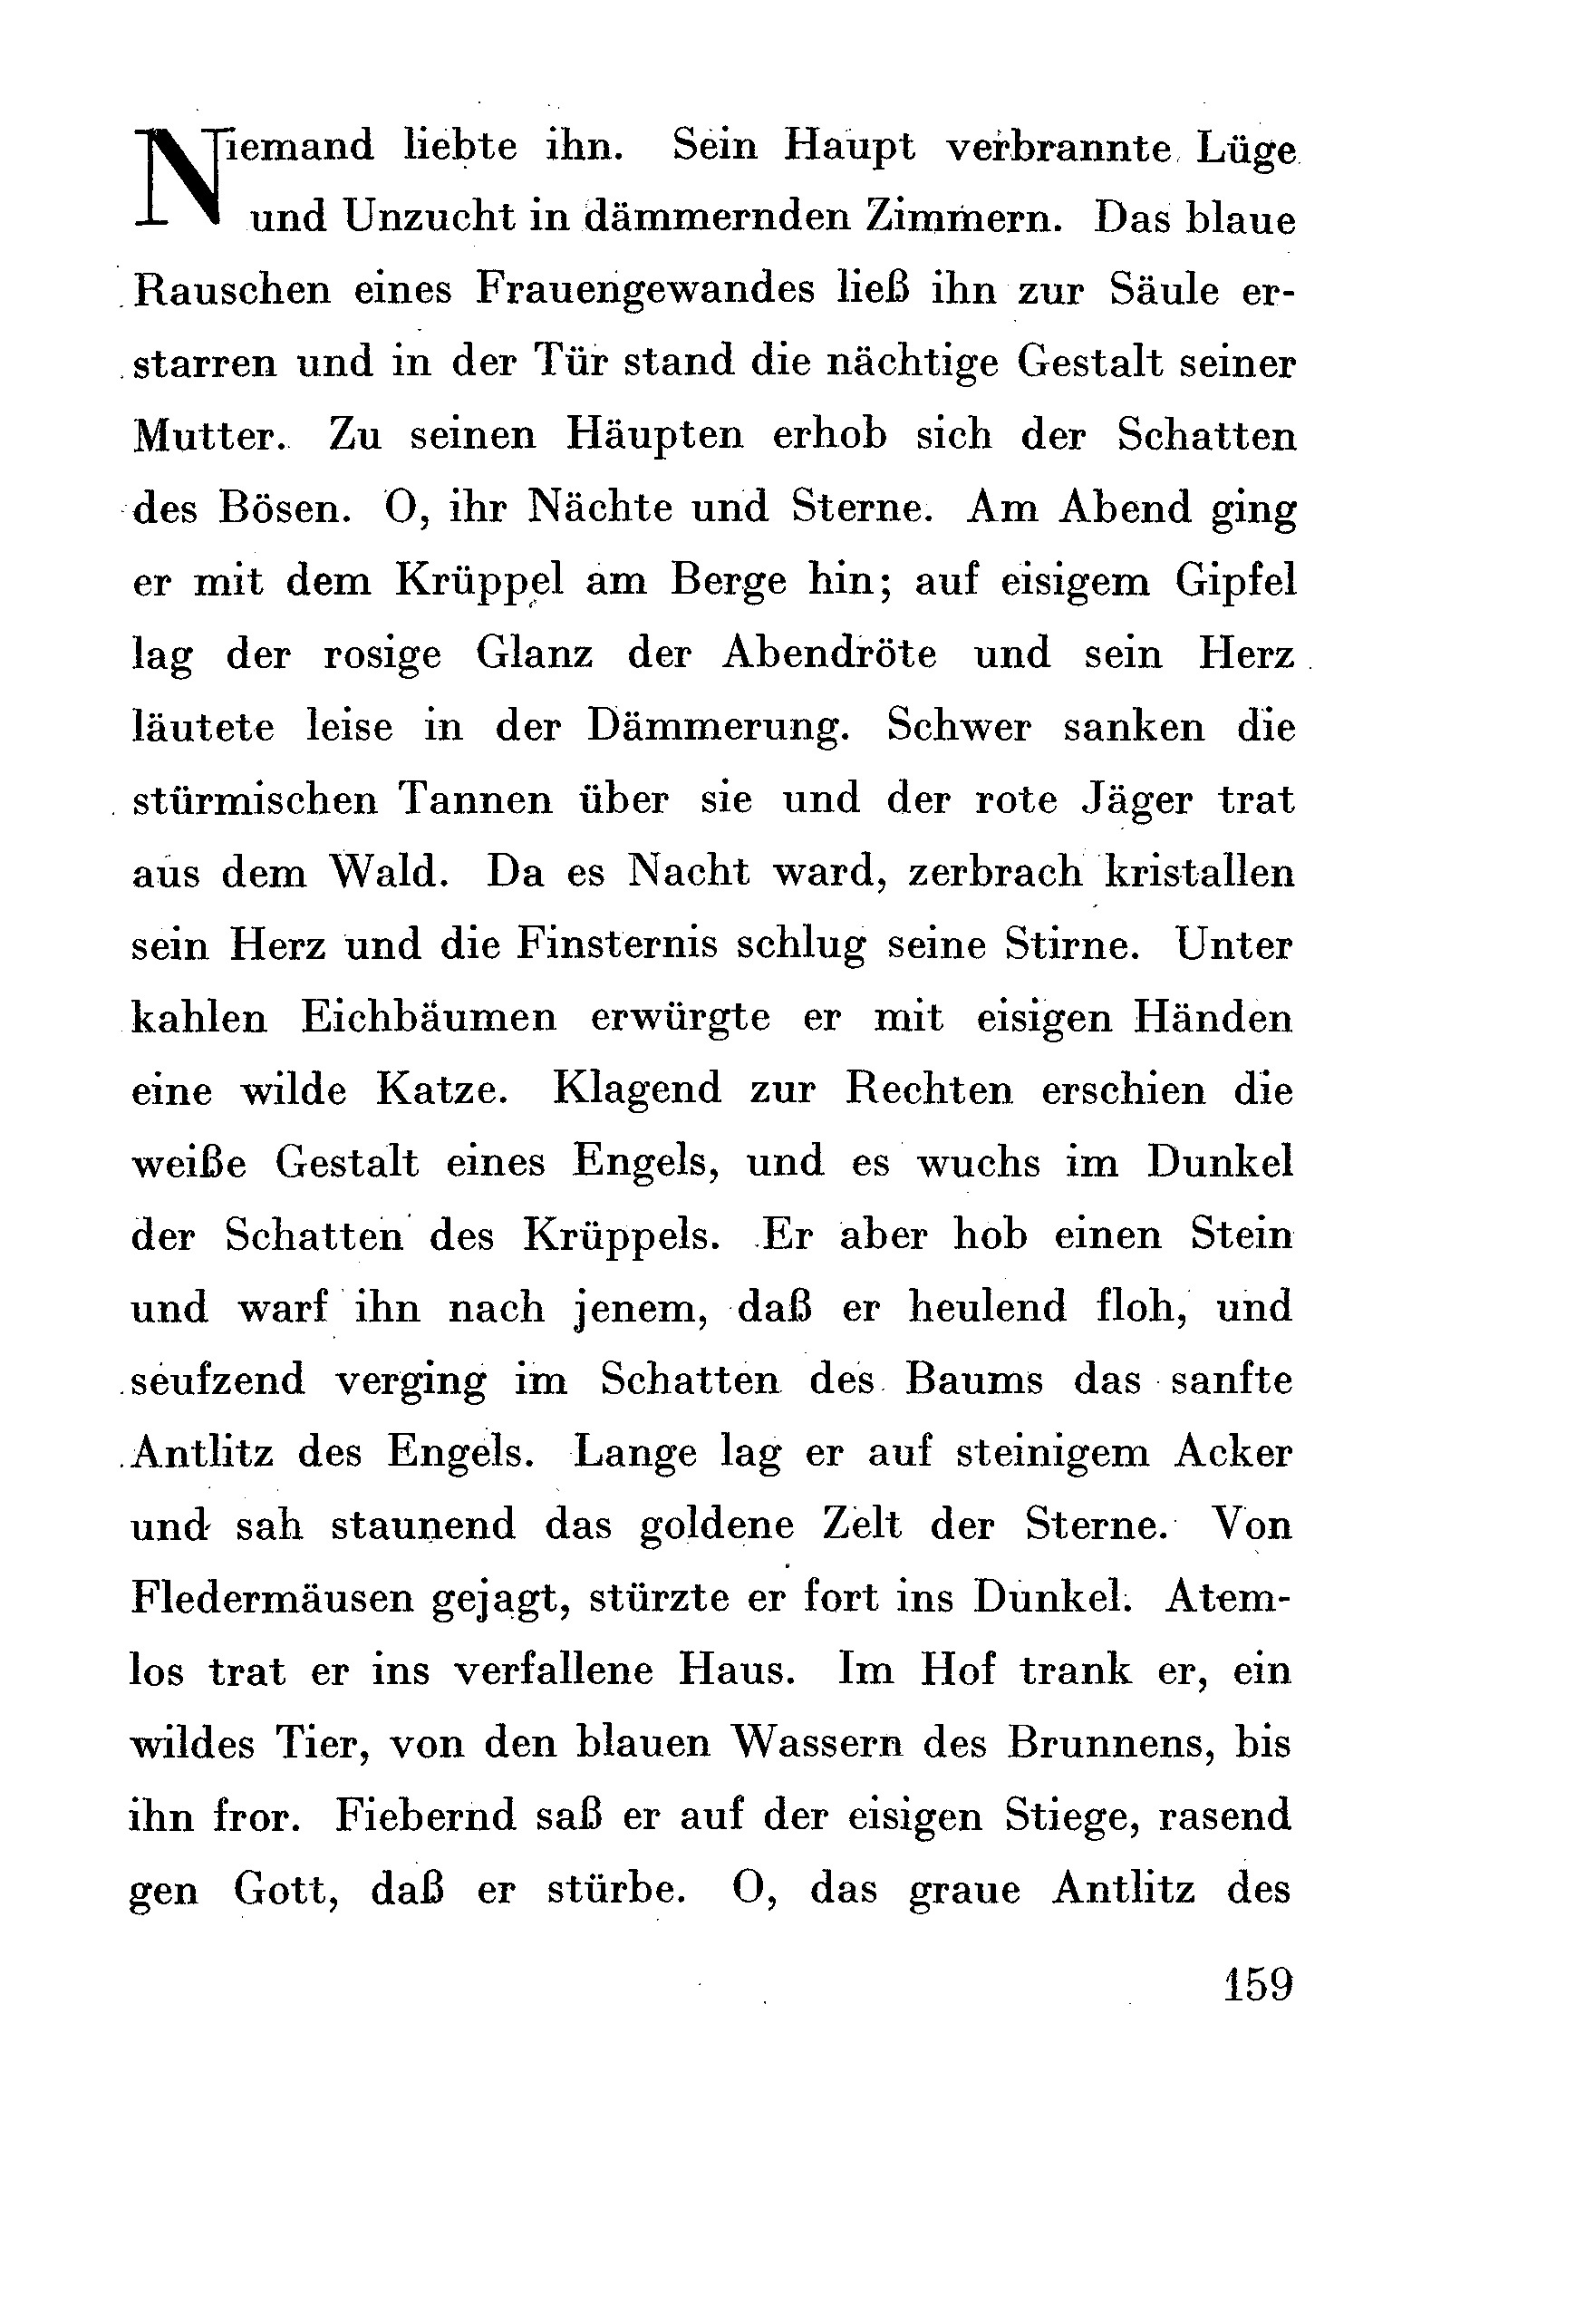 Niemand liebte ihn. Sein Haupt verbrannte Lüge
und Unzucht in dämmernden Zimmern. Das blaue
Rauschen eines Frauengewandes ließ ihn zur Säule er-
starren und in der Tür stand die nächtige Gestalt seiner
Mutter. Zu seinen Häupten erhob sich der Schatten
des Bösen. O, ihr Nächte und Sterne. Am Abend ging
er mit dem Krüppel am Berge hin; auf eisigem Gipfel
lag der rosige Glanz der Abendröte und sein Herz
läutete leise in der Dämmerung. Schwer sanken die
stürmischen Tannen über sie und der rote Jäger trat
aus dem Wald. Da es Nacht ward, zerbrach kristallen
sein Herz und die Finsternis schlug seine Stirne. Unter
kahlen Eichbäumen erwürgte er mit eisigen Händen
eine wilde Katze. Klagend zur Rechten erschien die
weiße Gestalt eines Engels, und es wuchs im Dunkel
der Schatten des Krüppels. Er aber hob einen Stein
und warf ihn nach jenem, daß er heulend floh, und
seufzend verging im Schatten des Baums das sanfte
Antlitz des Engels. Lange lag er auf steinigem Acker
und sah staunend das goldene Zelt der Sterne. Von
Fledermäusen gejagt, stürzte er fort ins Dunkel. Atem-
los trat er ins verfallene Haus. Im Hof trank er, ein
wildes Tier, von den blauen Wassern des Brunnens, bis
ihn fror. Fiebernd saß er auf der eisigen Stiege, rasend
gen Gott, daß er stürbe. O, das graue Antlitz des
159